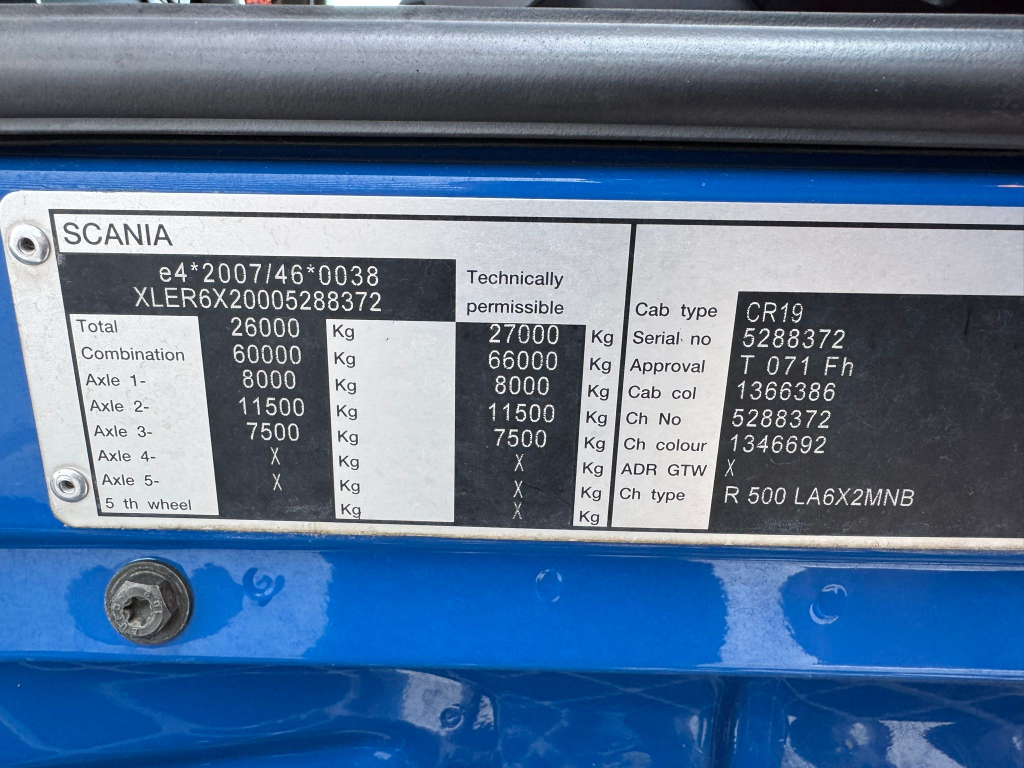 SCANIA
e4*2007/46*0038
XLER6X20005288372
Technically
permissible
Total 26000 Kg 27000 Kg
Combination 60000 Kg 66000 Kg
Axle 1- 8000 Kg 8000 Kg
Axle 2- 11500 Kg 11500 Kg
Axle 3- 7500 Kg 7500 Kg
Axle 4- X Kg X Kg
Axle 5- X Kg X Kg
5 th wheel Kg X Kg
Cab type CR19
Serial no 5288372
Approval T 071 Fh
Cab col 1366386
Ch No 5288372
Ch colour 1346692
ADR GTW X
Ch type R 500 LA6X2MNB